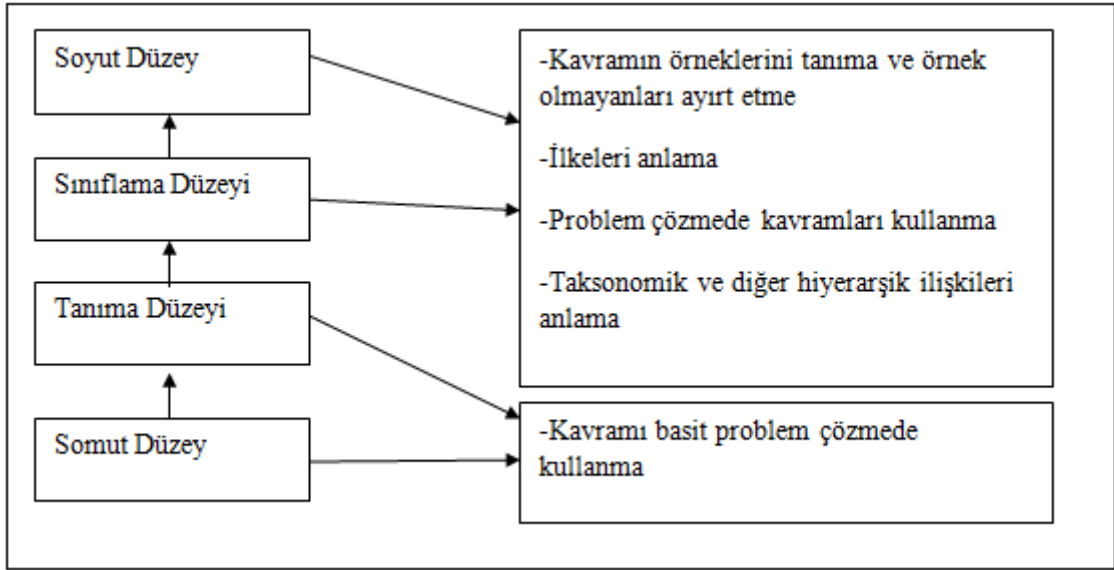 Soyut Düzey
Sınıflama Düzeyi
Tanıma Düzeyi
Somut Düzey
-Kavramın örneklerini tanıma ve örnek
olmayanları ayırt etme
-İlkeleri anlama
-Problem çözmede kavramları kullanma
-Taksonomik ve diğer hiyerarşik ilişkileri
anlama
-Kavramı basit problem çözmede
kullanma